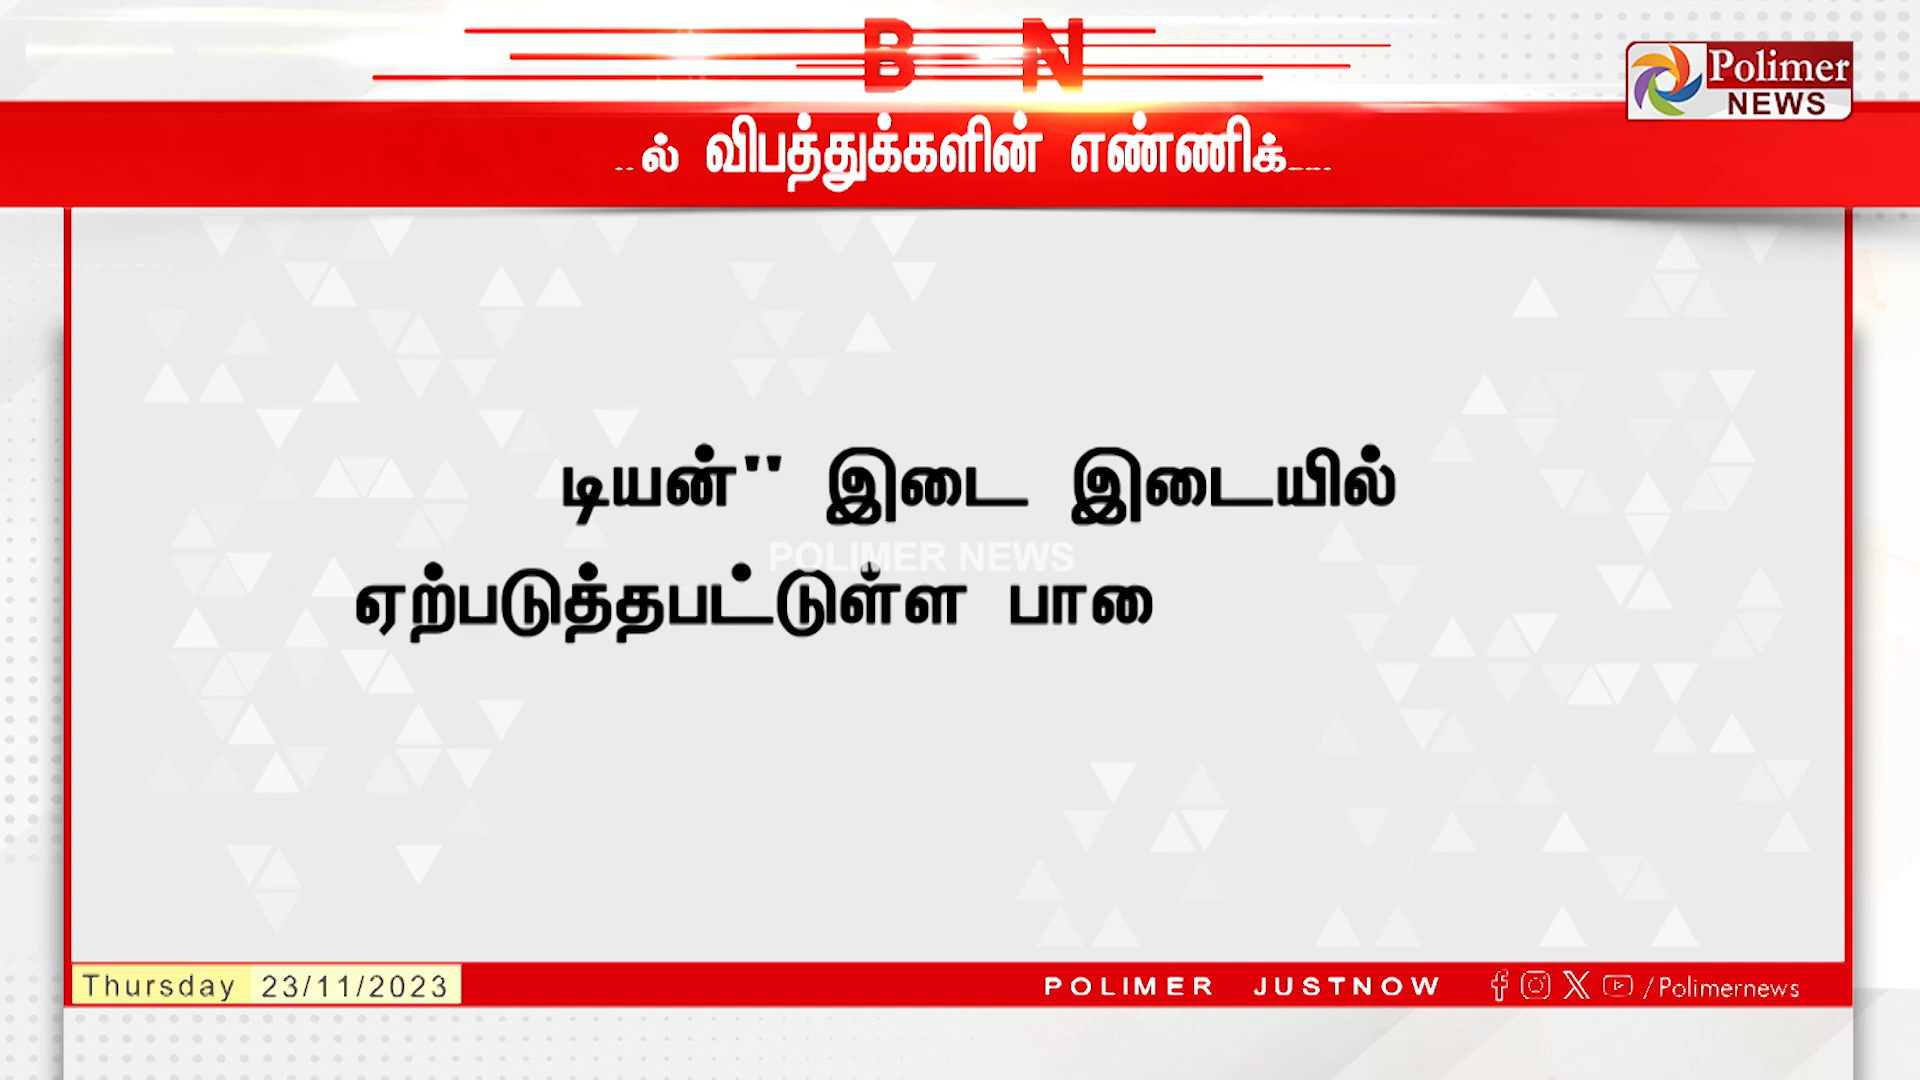 B N
Polimer
NEWS
ல் விபத்துக்களின் எண்ணிக்
டியன்" இடை இடையில்
POLIMER NEWS
ஏற்படுத்தபட்டுள்ள பாலை
Thursday 23/11/2023
POLIMER JUSTNOW
/Polimernews